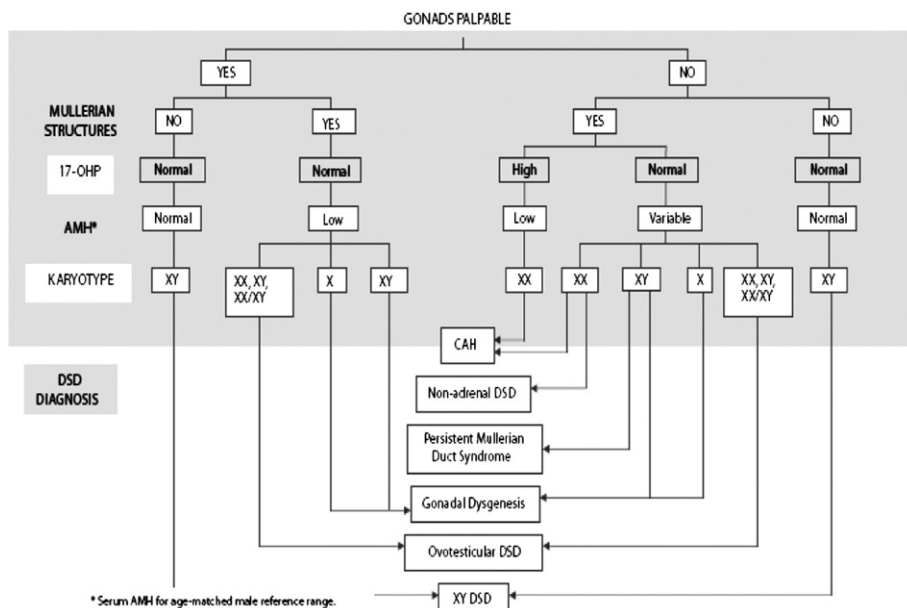 GONADS PALPABLE
YES
NO
MULLERIAN
STRUCTURES
NO
YES
YES
NO
17-OHP
Normal
Normal
High
Normal
Normal
AMH*
Normal
Low
Low
Variable
Normal
KARYOTYPE
XY
XX, XY,
XX/XY
X
XY
XX
XX
XY
X
XX, XY,
XX/XY
XY
CAH
DSD
DIAGNOSIS
Non-adrenal DSD
Persistent Mullerian
Duct Syndrome
Gonadal Dysgenesis
Ovotesticular DSD
XY DSD
* Serum AMH for age-matched male reference range.